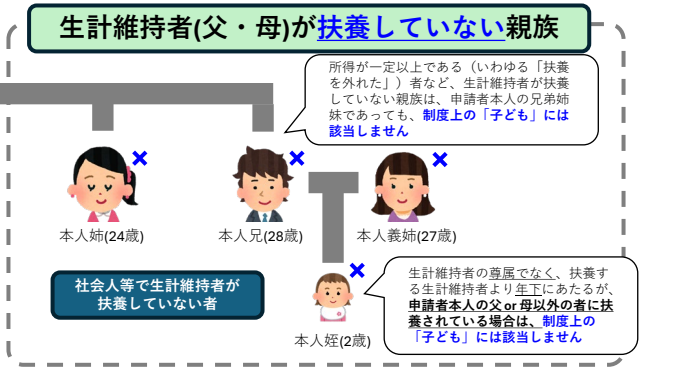 生計維持者(父・母)が扶養していない親族
所得が一定以上である（いわゆる「扶養
を外れた」）者など、生計維持者が扶養
していない親族は、申請者本人の兄弟姉
妹であっても、制度上の「子ども」には
該当しません
本人姉(24歳)
本人兄(28歳)
本人義姉(27歳)
社会人等で生計維持者が
扶養していない者
生計維持者の尊属でなく、扶養す
る生計維持者より年下にあたるが、
申請者本人の父 or 母以外の者に扶
養されている場合は、制度上の
「子ども」には該当しません
本人姪(2歳)